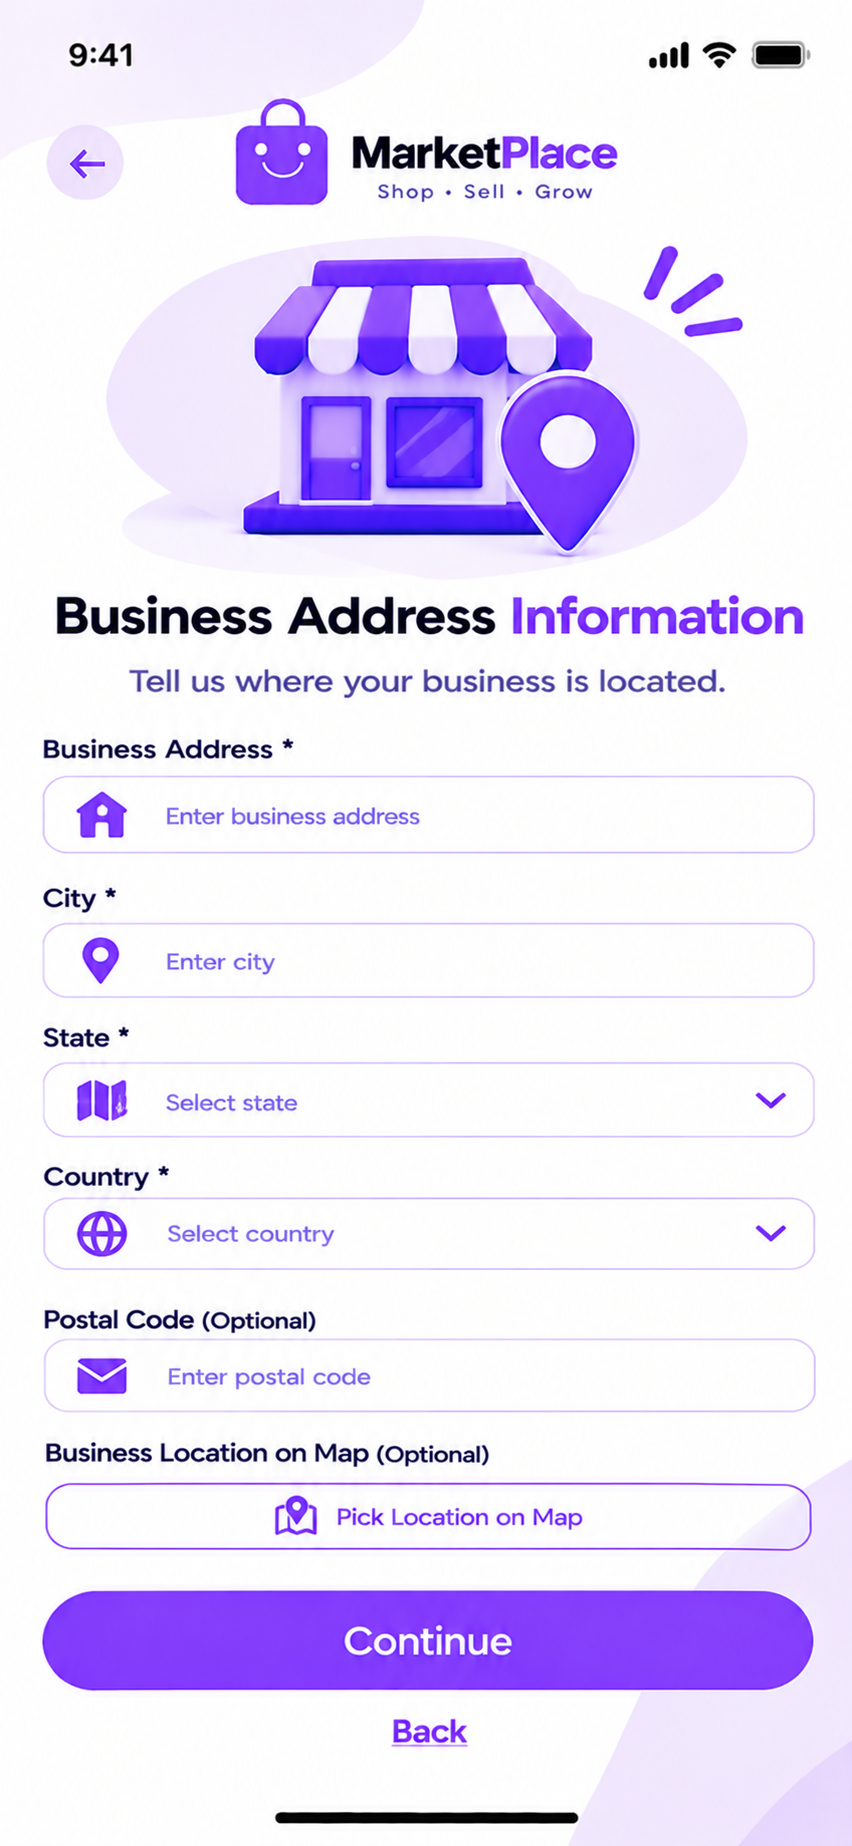 9:41
MarketPlace
Shop • Sell • Grow
Business Address Information
Tell us where your business is located.
Business Address *
Enter business address
City *
Enter city
State *
Select state
Country *
Select country
Postal Code (Optional)
Enter postal code
Business Location on Map (Optional)
Pick Location on Map
Continue
Back